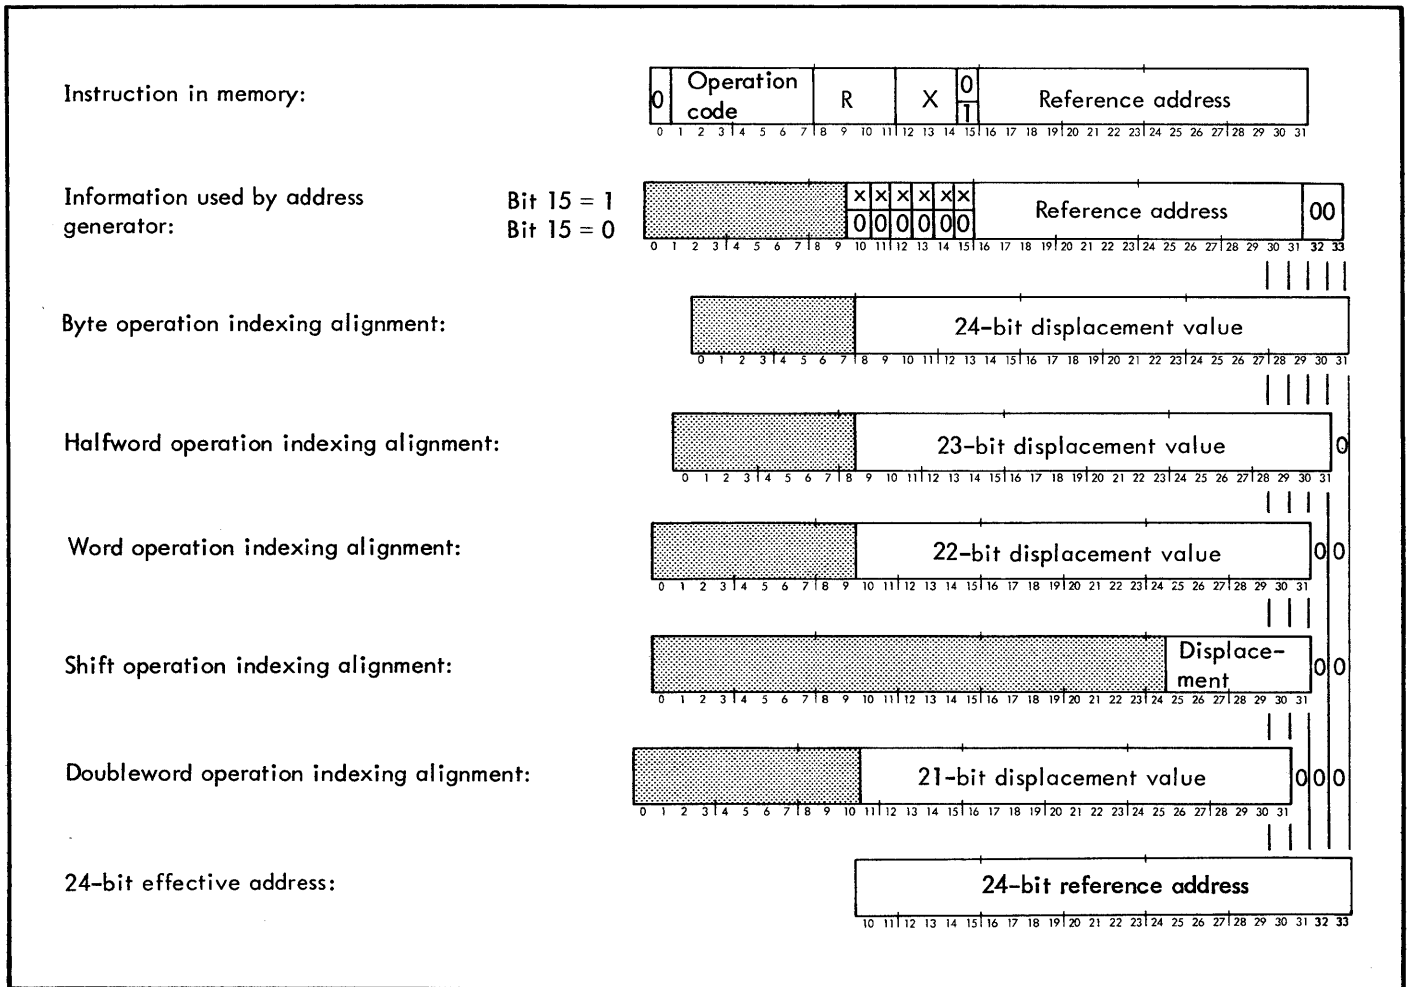 Instruction in memory:
0 Operation code R X 0 1 Reference address
0 1 2 3 4 5 6 7 8 9 10 11 12 13 14 15 16 17 18 19 20 21 22 23 24 25 26 27 28 29 30 31
Information used by address generator:
Bit 15 = 1
Bit 15 = 0
x x x x x x
0 0 0 0 0 0
Reference address 00
0 1 2 3 4 5 6 7 8 9 10 11 12 13 14 15 16 17 18 19 20 21 22 23 24 25 26 27 28 29 30 31 32 33
Byte operation indexing alignment:
24-bit displacement value
0 1 2 3 4 5 6 7 8 9 10 11 12 13 14 15 16 17 18 19 20 21 22 23 24 25 26 27 28 29 30 31
Halfword operation indexing alignment:
23-bit displacement value 0
0 1 2 3 4 5 6 7 8 9 10 11 12 13 14 15 16 17 18 19 20 21 22 23 24 25 26 27 28 29 30 31
Word operation indexing alignment:
22-bit displacement value 0 0
0 1 2 3 4 5 6 7 8 9 10 11 12 13 14 15 16 17 18 19 20 21 22 23 24 25 26 27 28 29 30 31
Shift operation indexing alignment:
Displace-
ment
0 0
0 1 2 3 4 5 6 7 8 9 10 11 12 13 14 15 16 17 18 19 20 21 22 23 24 25 26 27 28 29 30 31
Doubleword operation indexing alignment:
21-bit displacement value 0 0 0
0 1 2 3 4 5 6 7 8 9 10 11 12 13 14 15 16 17 18 19 20 21 22 23 24 25 26 27 28 29 30 31
24-bit effective address:
24-bit reference address
10 11 12 13 14 15 16 17 18 19 20 21 22 23 24 25 26 27 28 29 30 31 32 33